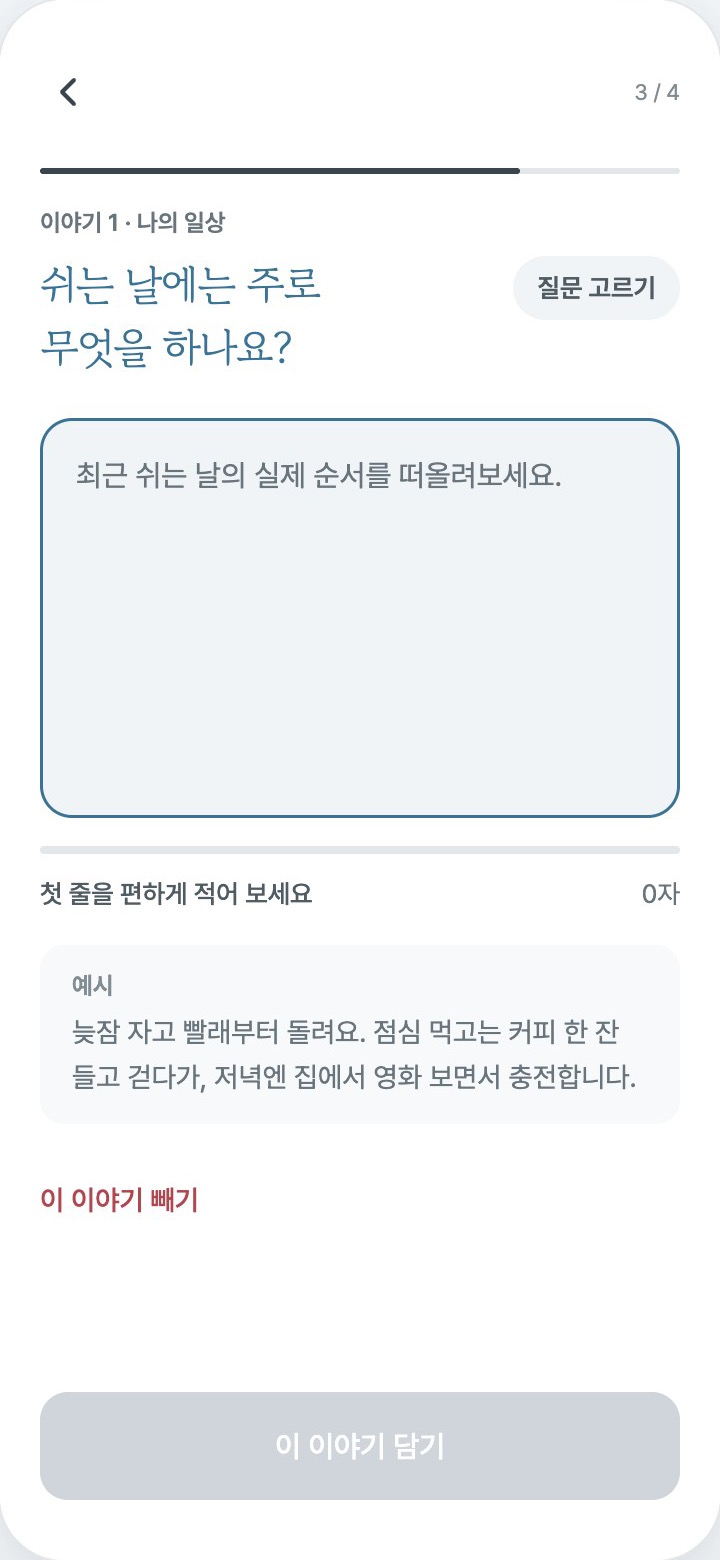 3 / 4
이야기 1 · 나의 일상
쉬는 날에는 주로
무엇을 하나요?
질문 고르기
최근 쉬는 날의 실제 순서를 떠올려보세요.
첫 줄을 편하게 적어 보세요
0자
예시
늦잠 자고 빨래부터 돌려요. 점심 먹고는 커피 한 잔
들고 걷다가, 저녁엔 집에서 영화 보면서 충전합니다.
이 이야기 빼기
이 이야기 담기